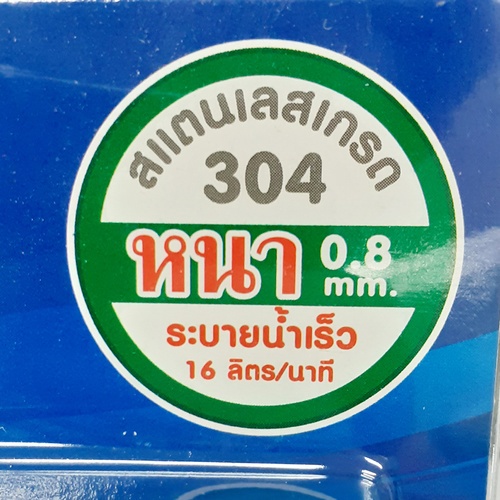 สแตนเลสเกรด
304
หนา 0.8 mm.
ระบายน้ำเร็ว
16 ลิตร/นาที